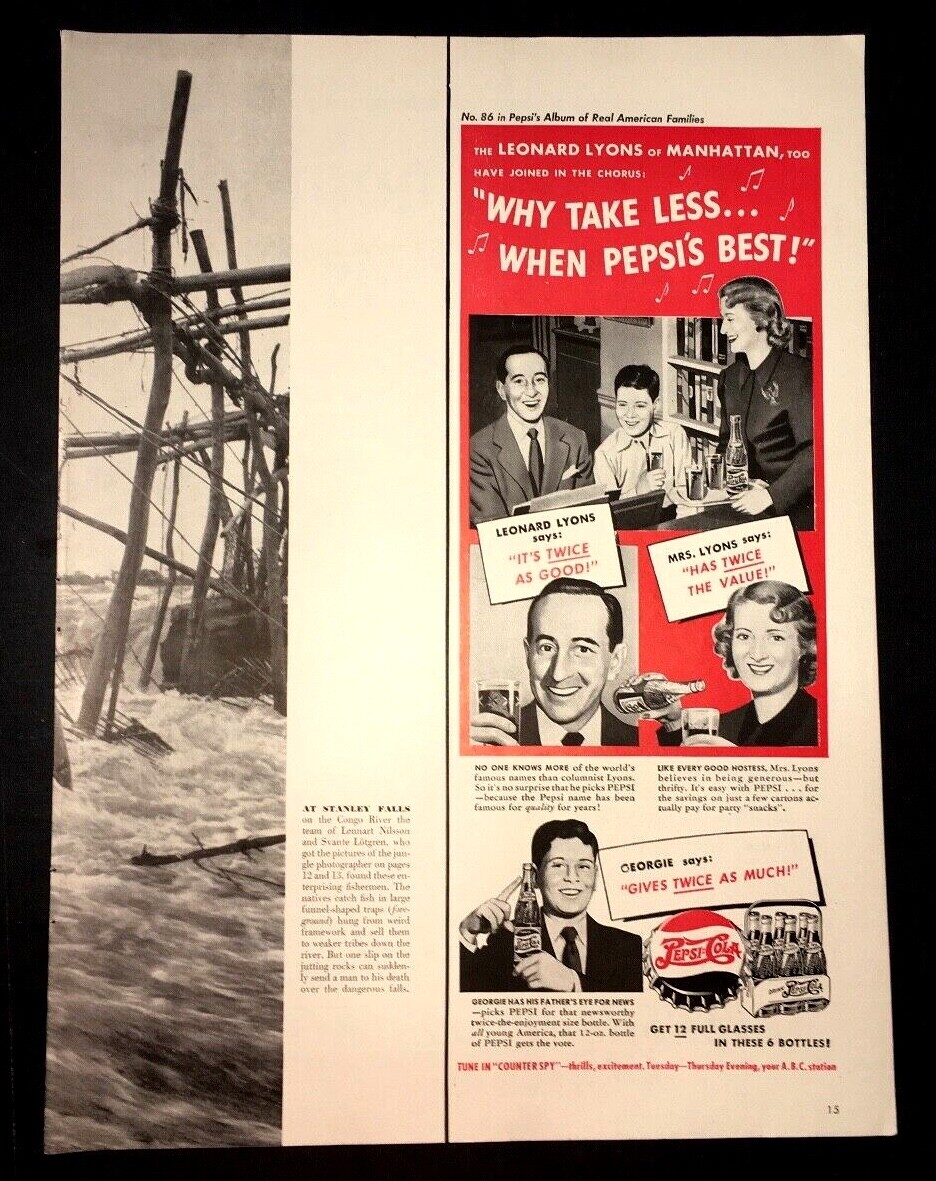 AT STANLEY FALLS
on the Congo River the
team of Lennart Nilsson
and Svante Lötgren, who
got the pictures of the jun-
gle photographer on pages
12 and 13, found these en-
terprising fishermen. The
natives catch fish in large
funnel-shaped traps (fore-
ground) hung from weird
framework and sell them
to weaker tribes down the
river. But one slip on the
jutting rocks can sudden-
ly send a man to his death
over the dangerous falls.
No. 86 in Pepsi's Album of Real American Families
THE LEONARD LYONS OF MANHATTAN, TOO
HAVE JOINED IN THE CHORUS:
"WHY TAKE LESS...
WHEN PEPSI'S BEST!"
LEONARD LYONS
says:
"IT'S TWICE
AS GOOD!"
MRS. LYONS says:
"HAS TWICE
THE VALUE!"
NO ONE KNOWS MORE of the world's
famous names than columnist Lyons.
So it's no surprise that he picks PEPSI
—because the Pepsi name has been
famous for quality for years!
LIKE EVERY GOOD HOSTESS, Mrs. Lyons
believes in being generous—but
thrifty. It's easy with PEPSI . . . for
the savings on just a few cartons ac-
tually pay for party "snacks".
GEORGIE says:
"GIVES TWICE AS MUCH!"
PEPSI-COLA
DRINK PEPSI-COLA
GEORGIE HAS HIS FATHER'S EYE FOR NEWS
—picks PEPSI for that newsworthy
twice-the-enjoyment size bottle. With
all young America, that 12-oz. bottle
of PEPSI gets the vote.
GET 12 FULL GLASSES
IN THESE 6 BOTTLES!
TUNE IN "COUNTER SPY"—thrills, excitement, Tuesday—Thursday Evening, your A.B.C. station
15